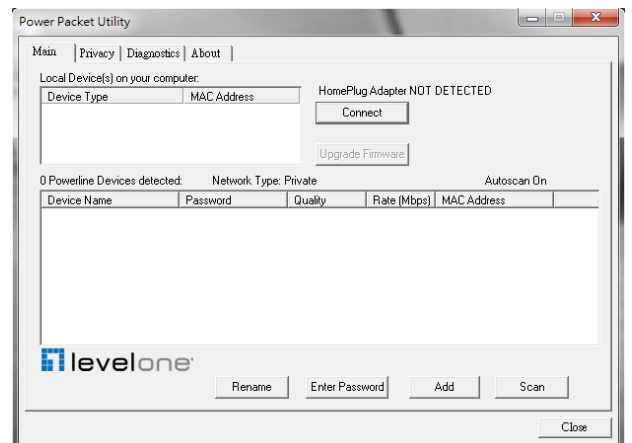 Power Packet Utility
Main Privacy Diagnostics About
Local Device(s) on your computer:
Device Type MAC Address
HomePlug Adapter NOT DETECTED
Connect
Upgrade Firmware
0 Powerline Devices detected: Network Type: Private Autoscan On
Device Name Password Quality Rate (Mbps) MAC Address
levelone
Rename Enter Password Add Scan
Close